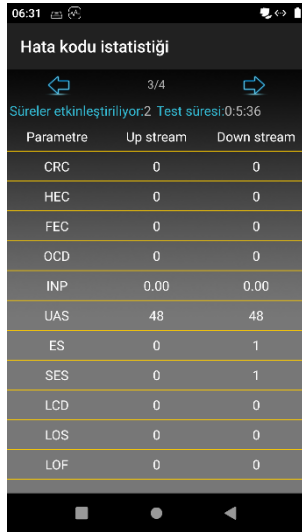 06:31
Hata kodu istatistiği
3/4
Süreler etkinleştiriliyor:2 Test süresi:0:5:36
Parametre Up stream Down stream
CRC 0 0
HEC 0 0
FEC 0 0
OCD 0 0
INP 0.00 0.00
UAS 48 48
ES 0 1
SES 0 1
LCD 0 0
LOS 0 0
LOF 0 0